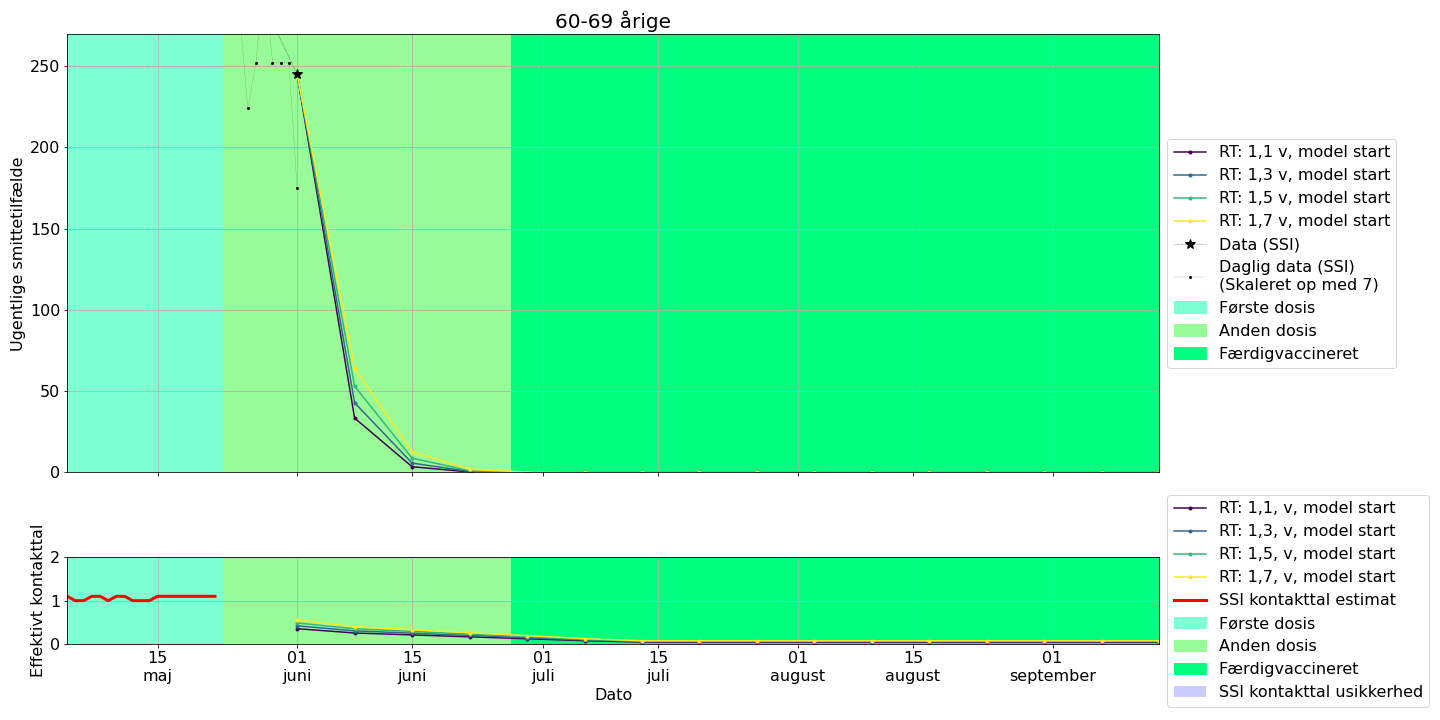 60-69 årige
Ugentlige smittetilfælde
250
200
150
100
50
0
RT: 1,1 v, model start
RT: 1,3 v, model start
RT: 1,5 v, model start
RT: 1,7 v, model start
Data (SSI)
Daglig data (SSI)
(Skaleret op med 7)
Første dosis
Anden dosis
Færdigvaccineret
Effektivt kontakttal
2
1
0
15 01 15 01 15 01 15 01
maj juni juni juli juli august august september
Dato
RT: 1,1, v, model start
RT: 1,3, v, model start
RT: 1,5, v, model start
RT: 1,7, v, model start
SSI kontakttal estimat
Første dosis
Anden dosis
Færdigvaccineret
SSI kontakttal usikkerhed